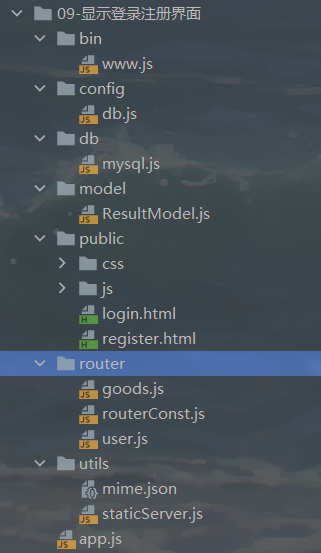 09-显示登录注册界面
bin
www.js
config
db.js
db
mysql.js
model
ResultModel.js
public
css
js
login.html
register.html
router
goods.js
routerConst.js
user.js
utils
mime.json
staticServer.js
app.js